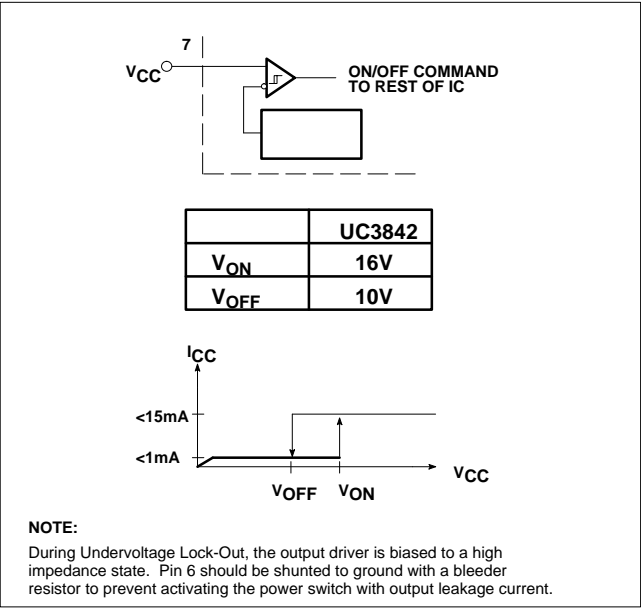 7
VCC
ON/OFF COMMAND
TO REST OF IC
UC3842
VON 16V
VOFF 10V
ICC
<15mA
<1mA
VCC
VOFF VON
NOTE:
During Undervoltage Lock-Out, the output driver is biased to a high
impedance state. Pin 6 should be shunted to ground with a bleeder
resistor to prevent activating the power switch with output leakage current.